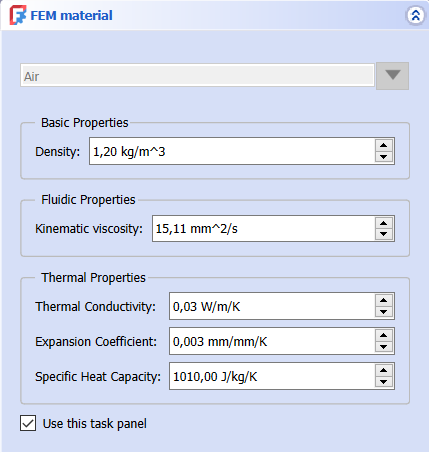 FEM material
Air
Basic Properties
Density: 1,20 kg/m^3
Fluidic Properties
Kinematic viscosity: 15,11 mm^2/s
Thermal Properties
Thermal Conductivity: 0,03 W/m/K
Expansion Coefficient: 0,003 mm/mm/K
Specific Heat Capacity: 1010,00 J/kg/K
Use this task panel